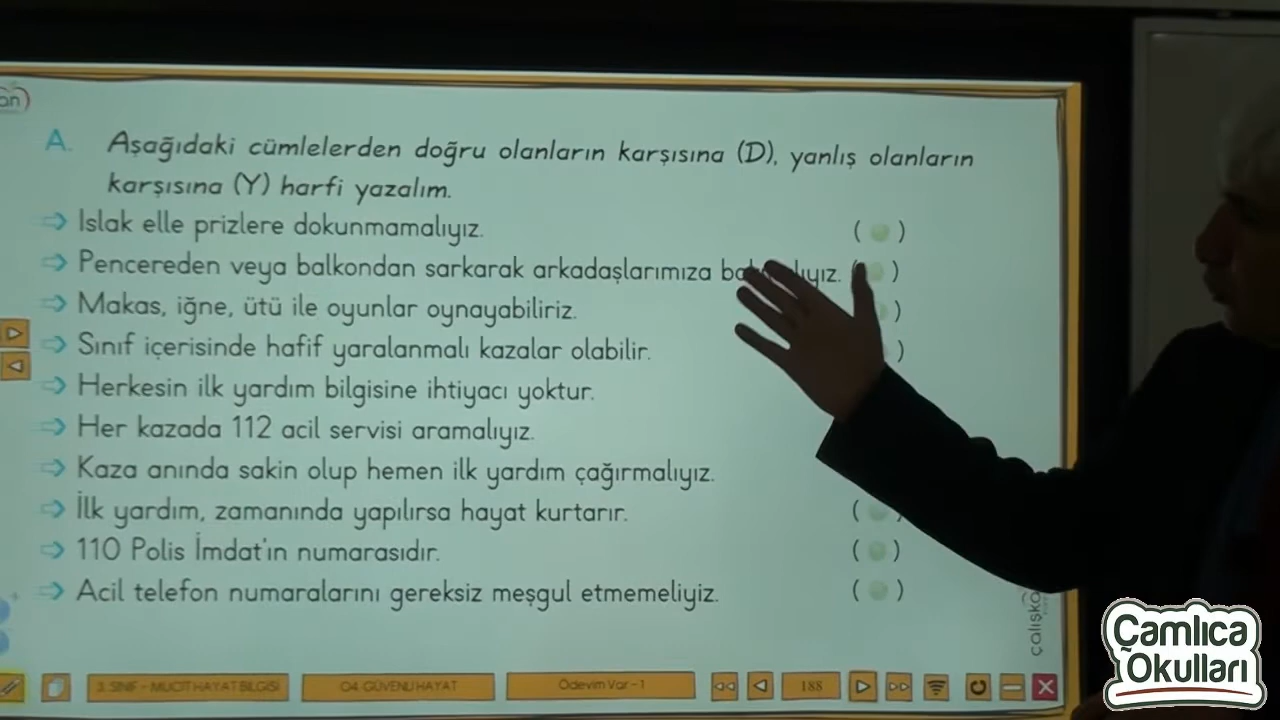 an)
A. Aşağıdaki cümlelerden doğru olanların karşısına (D), yanlış olanların
karşısına (Y) harfi yazalım.
⇨ Islak elle prizlere dokunmamalıyız. ( )
⇨ Pencereden veya balkondan sarkarak arkadaşlarımıza ( )
⇨ Makas, iğne, ütü ile oyunlar oynayabiliriz. )
⇨ Sınıf içerisinde hafif yaralanmalı kazalar olabilir. )
⇨ Herkesin ilk yardım bilgisine ihtiyacı yoktur.
⇨ Her kazada 112 acil servisi aramalıyız.
⇨ Kaza anında sakin olup hemen ilk yardım çağırmalıyız.
⇨ İlk yardım, zamanında yapılırsa hayat kurtarır. ( )
⇨ 110 Polis İmdat'ın numarasıdır. ( )
⇨ Acil telefon numaralarını gereksiz meşgul etmemeliyiz. ( )
çalışka
3. SINIF - MUCİT HAYAT BİLGİSİ 04. GÜVENLİ HAYAT Ödevim Var - 1 188
Çamlıca
Okulları